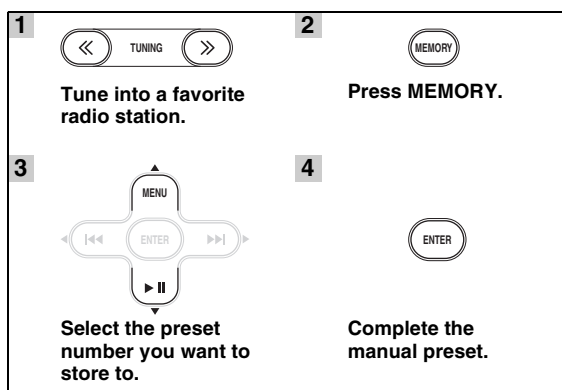 1
TUNING
Tune into a favorite
radio station.
2
MEMORY
Press MEMORY.
3
MENU
ENTER
Select the preset
number you want to
store to.
4
ENTER
Complete the
manual preset.